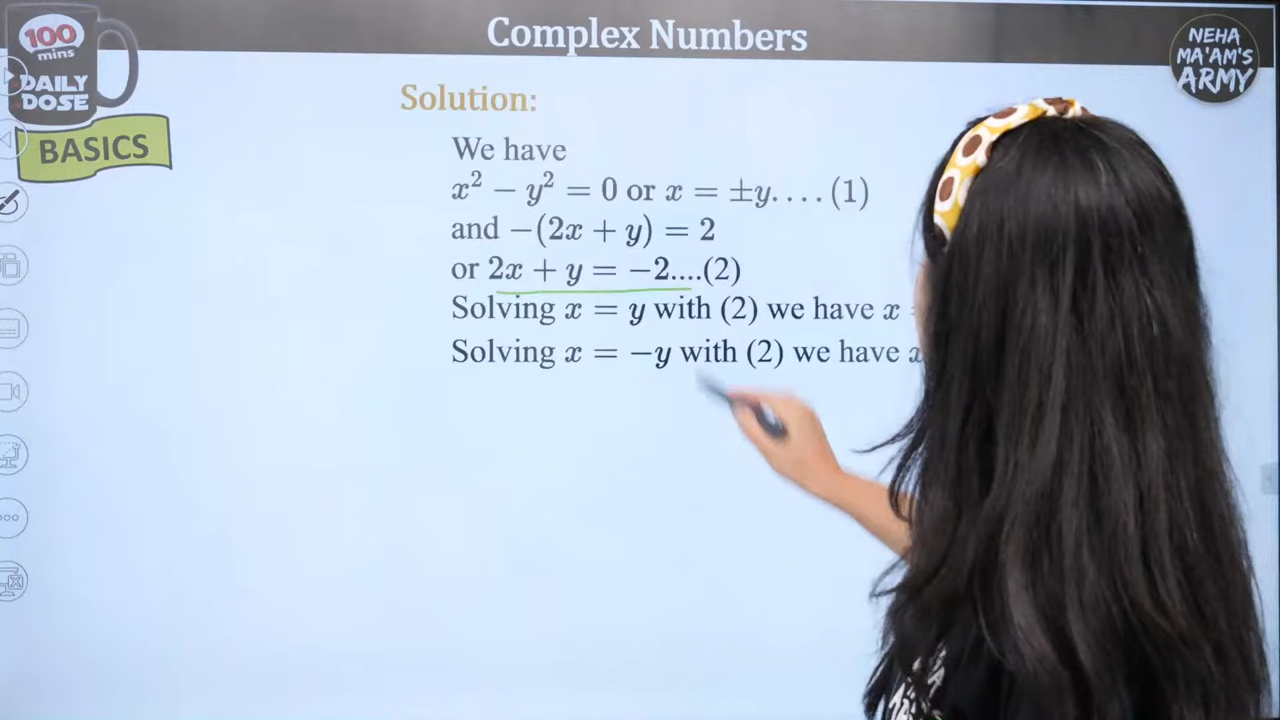 100
mins
DAILY
DOSE
BASICS
Complex Numbers
NEHA
MA'AM'S
ARMY
Solution:
We have
x² − y² = 0 or x = ±y.... (1)
and −(2x + y) = 2
or 2x + y = −2....(2)
Solving x = y with (2) we have x
Solving x = −y with (2) we have x